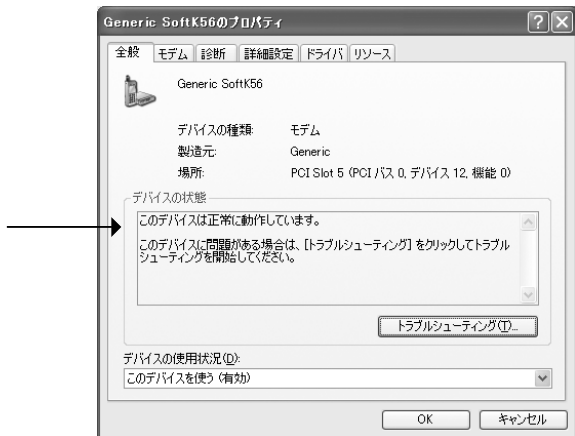 Generic SoftK56のプロパティ
全般 モデム 診断 詳細設定 ドライバ リソース
Generic SoftK56
デバイスの種類: モデム
製造元: Generic
場所: PCI Slot 5 (PCI バス 0, デバイス 12, 機能 0)
デバイスの状態
このデバイスは正常に動作しています。
このデバイスに問題がある場合は、[トラブルシューティング] をクリックしてトラブル
シューティングを開始してください。
トラブルシューティング(T)...
デバイスの使用状況(D):
このデバイスを使う (有効)
OK キャンセル